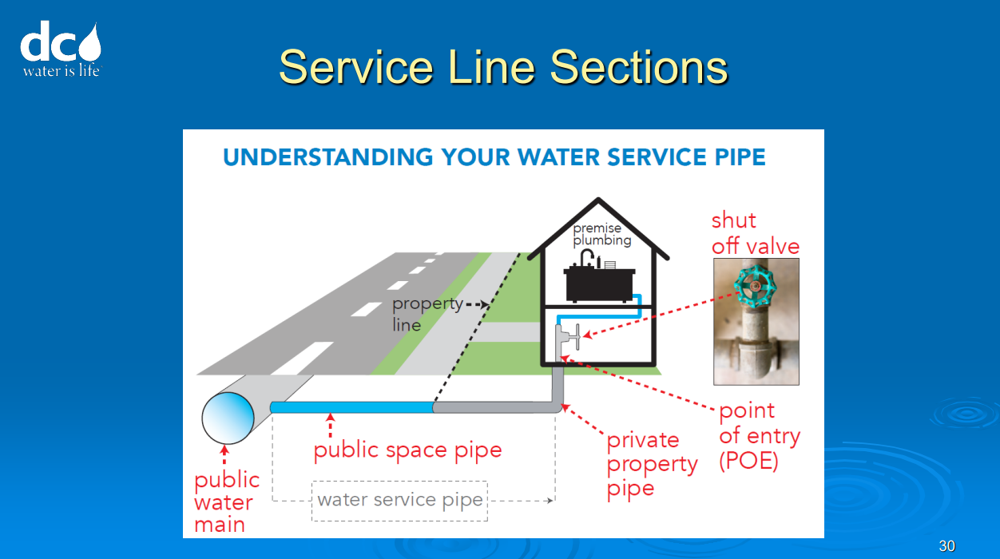 dc
water is life
Service Line Sections
UNDERSTANDING YOUR WATER SERVICE PIPE
premise
plumbing
shut
off valve
property
line
point
of entry
(POE)
public space pipe
private
property
pipe
public
water
main
water service pipe
30